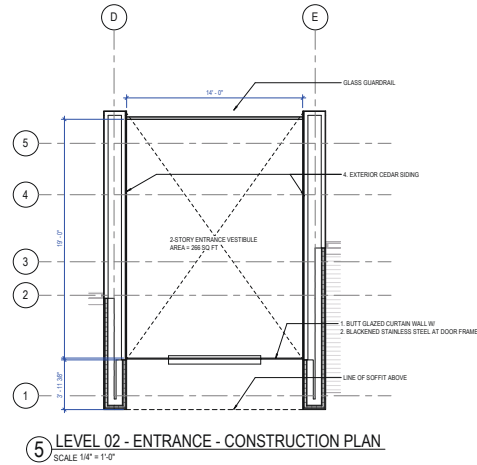 D
E
14' - 0"
GLASS GUARDRAIL
5
4. EXTERIOR CEDAR SIDING
4
19' - 0"
2-STORY ENTRANCE VESTIBULE
AREA = 266 SQ FT
3
2
1. BUTT GLAZED CURTAIN WALL W/
2. BLACKENED STAINLESS STEEL AT DOOR FRAME
3' - 11 3/8"
LINE OF SOFFIT ABOVE
1
5
LEVEL 02 - ENTRANCE - CONSTRUCTION PLAN
SCALE 1/4" = 1'-0"